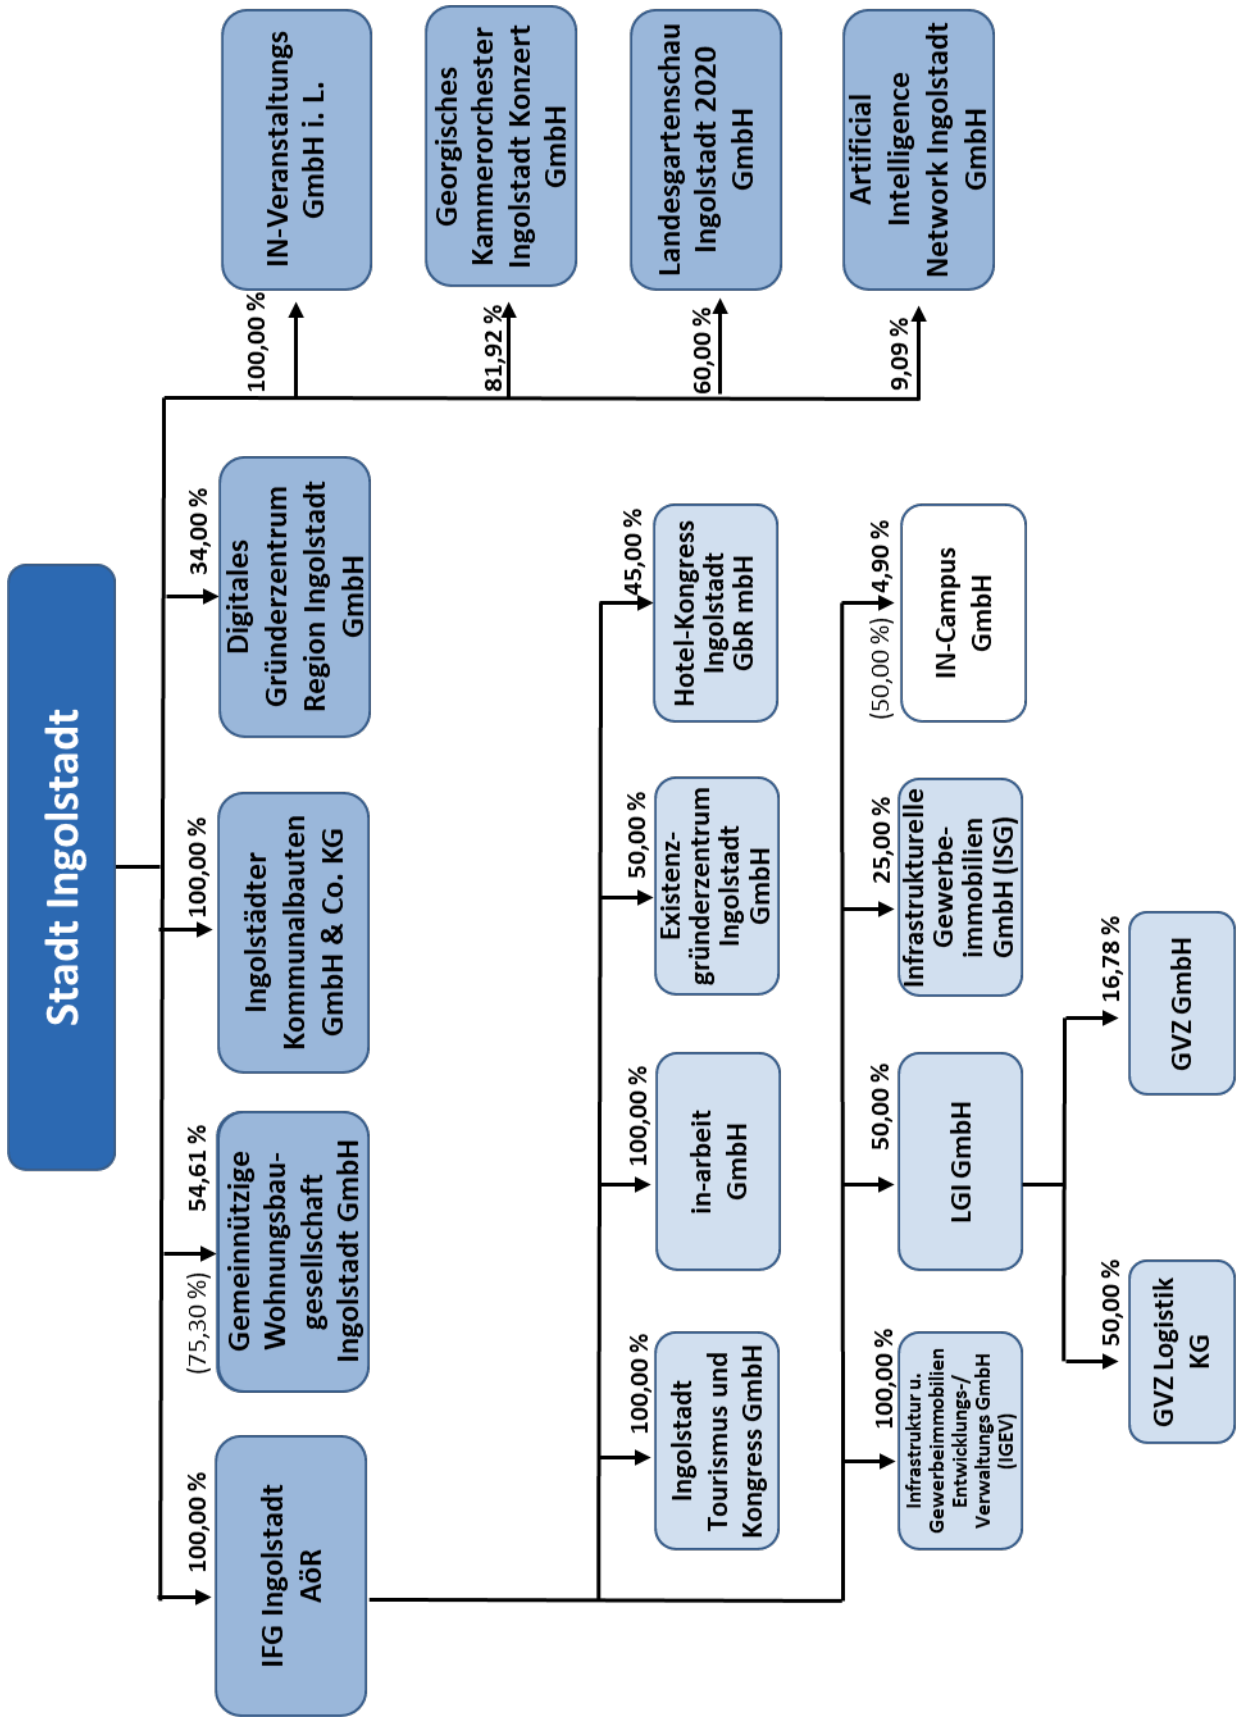 Stadt Ingolstadt
100,00 %
IFG Ingolstadt
AöR
(75,30 %)
54,61 %
Gemeinnützige
Wohnungsbau-
gesellschaft
Ingolstadt GmbH
100,00 %
Ingolstädter
Kommunalbauten
GmbH & Co. KG
34,00 %
Digitales
Gründerzentrum
Region Ingolstadt
GmbH
100,00 %
IN-Veranstaltungs
GmbH i. L.
81,92 %
Georgisches
Kammerorchester
Ingolstadt Konzert
GmbH
60,00 %
Landesgartenschau
Ingolstadt 2020
GmbH
9,09 %
Artificial
Intelligence
Network Ingolstadt
GmbH
100,00 %
Ingolstadt
Tourismus und
Kongress GmbH
100,00 %
in-arbeit
GmbH
50,00 %
Existenz-
gründerzentrum
Ingolstadt
GmbH
45,00 %
Hotel-Kongress
Ingolstadt
GbR mbH
100,00 %
Infrastruktur u.
Gewerbeimmobilien
Entwicklungs-/
Verwaltungs GmbH
(IGEV)
50,00 %
LGI GmbH
25,00 %
Infrastrukturelle
Gewerbe-
immobilien
GmbH (ISG)
(50,00 %)
4,90 %
IN-Campus
GmbH
50,00 %
GVZ Logistik
KG
16,78 %
GVZ GmbH